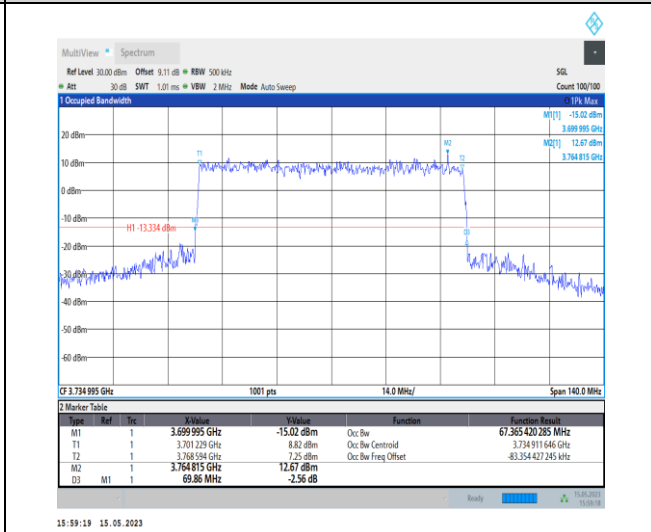 MultiView Spectrum
Ref Level 30.00 dBm Offset 9.11 dB RBW 500 kHz SGL
Att 30 dB SWT 1.01 ms VBW 2 MHz Mode Auto Sweep Count 100/100
1 Occupied Bandwidth 1Pk Max
M1[1] -15.02 dBm
3.699 995 GHz
M2[1] 12.67 dBm
3.764 815 GHz
20 dBm
M2
T1
T2
10 dBm
0 dBm
-10 dBm
M1
H1 -13.334 dBm
D3
-20 dBm
-30 dBm
-40 dBm
-50 dBm
-60 dBm
CF 3.734 995 GHz 1001 pts 14.0 MHz/ Span 140.0 MHz
2 Marker Table
Type Ref Trc X-Value Y-Value Function Function Result
M1 1 3.699 995 GHz -15.02 dBm Occ Bw 67.365 420 285 MHz
T1 1 3.701 229 GHz 8.82 dBm Occ Bw Centroid 3.734 911 646 GHz
T2 1 3.768 594 GHz 7.25 dBm Occ Bw Freq Offset -83.354 427 245 kHz
M2 1 3.764 815 GHz 12.67 dBm
D3 M1 1 69.86 MHz -2.56 dB
Ready 15.05.2023
15:59:18
15:59:19 15.05.2023